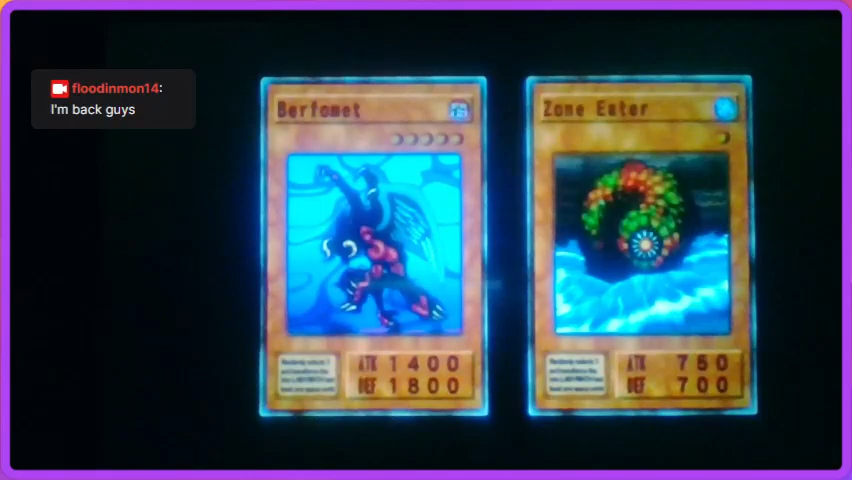 floodinmon14:
I'm back guys
Berfomet
Zone Eater
ATK 1400
DEF 1800
ATK 750
DEF 700